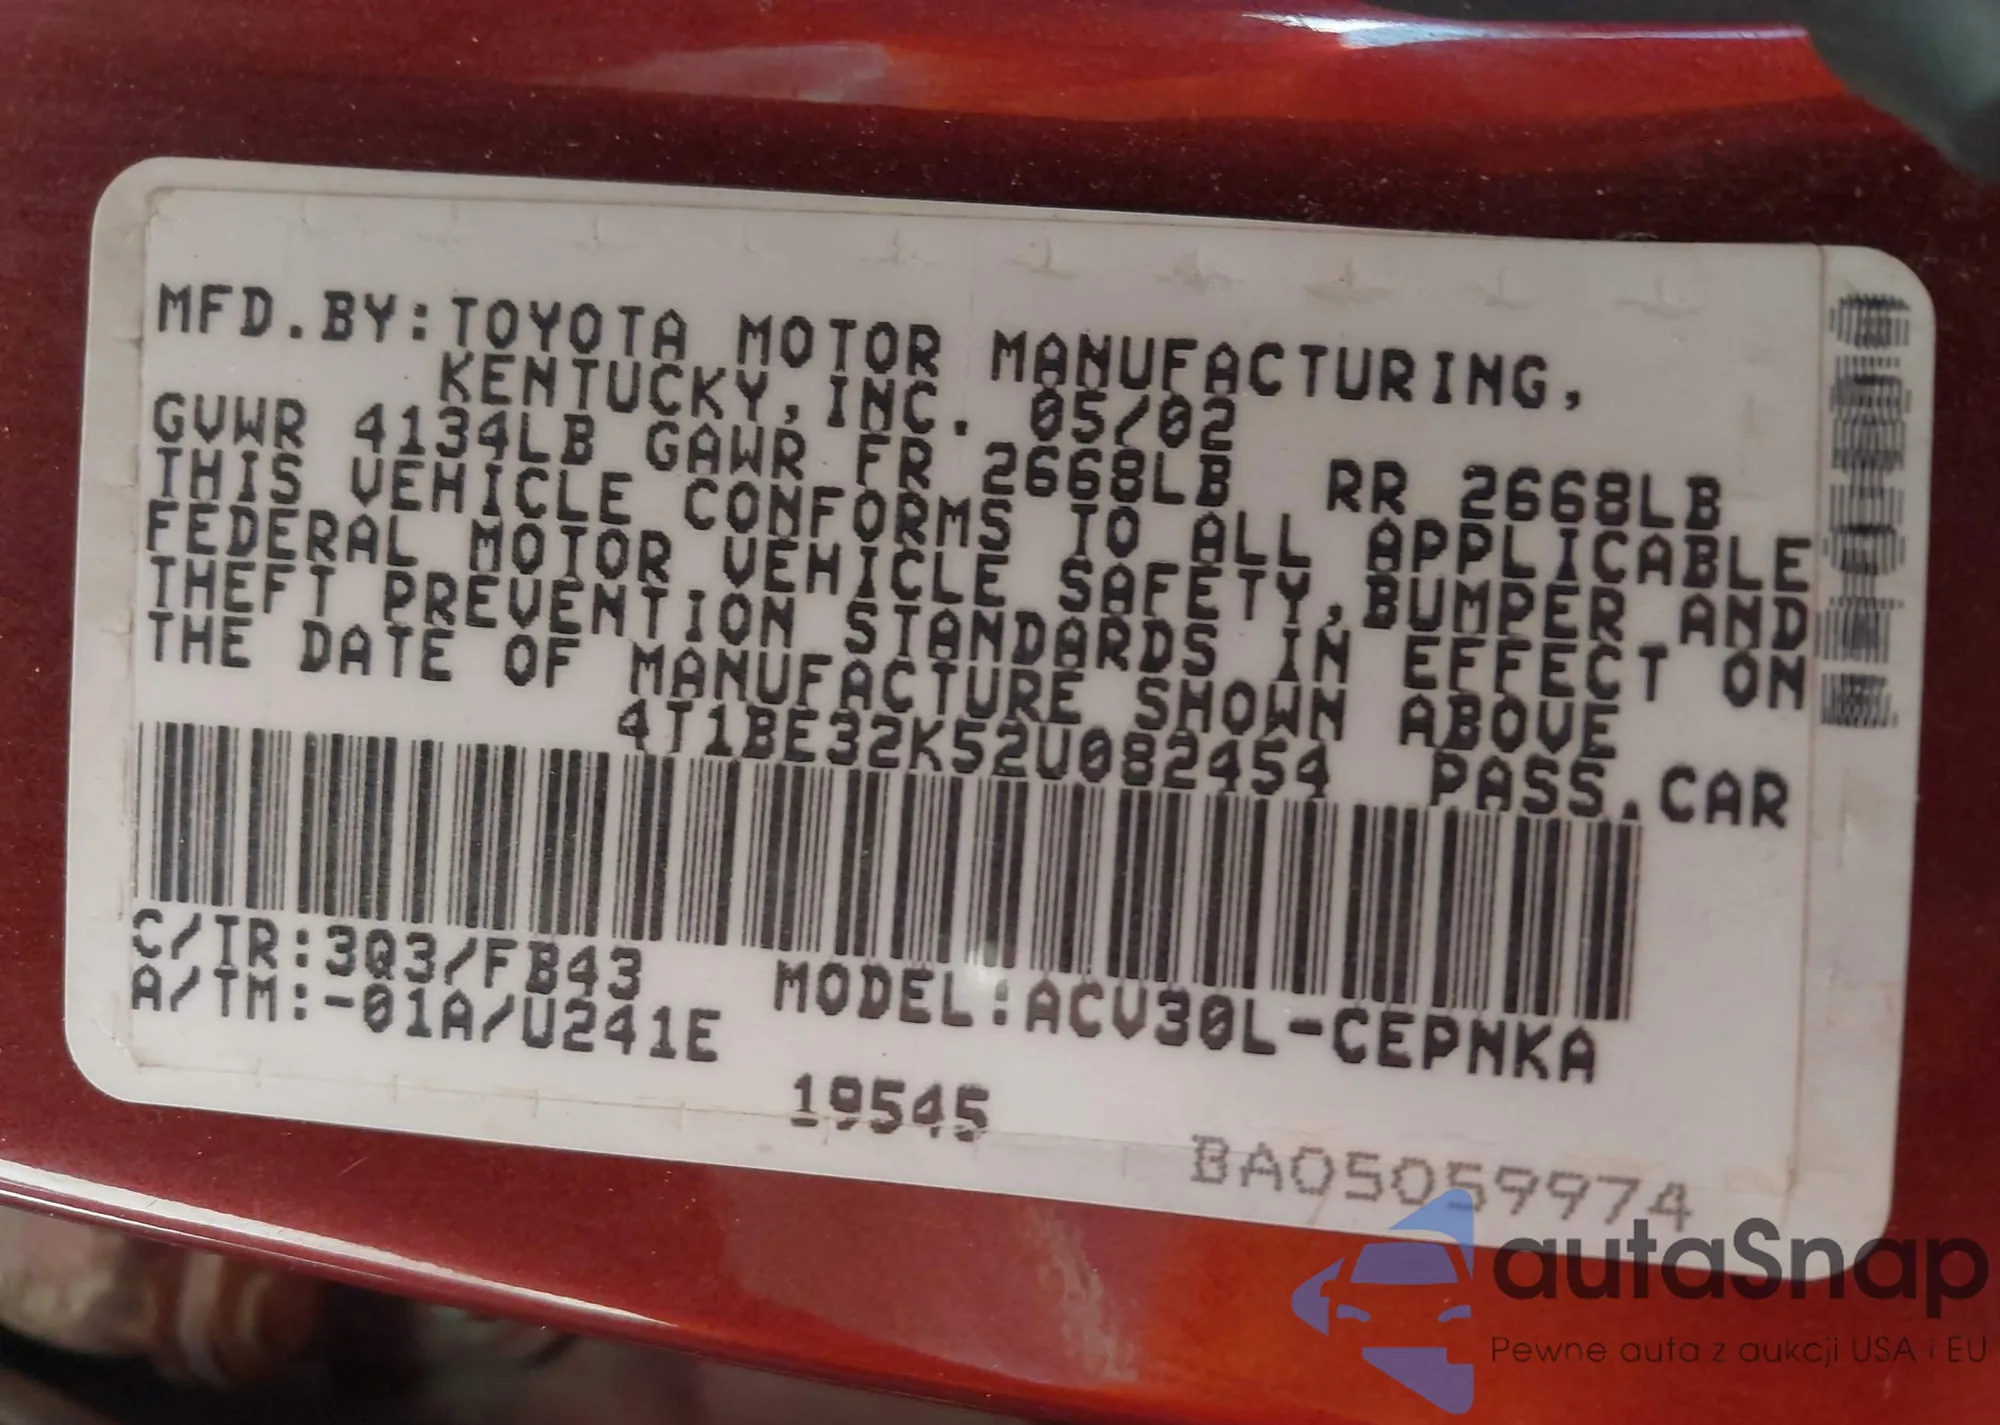 MFD.BY:TOYOTA MOTOR MANUFACTURING,
KENTUCKY,INC. 05/02
GVWR 4134LB GAWR FR 2668LB RR 2668LB
THIS VEHICLE CONFORMS TO ALL APPLICABLE
FEDERAL MOTOR VEHICLE SAFETY,BUMPER AND
THEFT PREVENTION STANDARDS IN EFFECT ON
THE DATE OF MANUFACTURE SHOWN ABOVE
4T1BE32K52U082454 PASS.CAR
C/TR:3Q3/FB43 MODEL:ACV30L-CEPNKA
A/TM:-01A/U241E
19545
BA05059974
autaSnap
Pewne auta z aukcji USA i EU